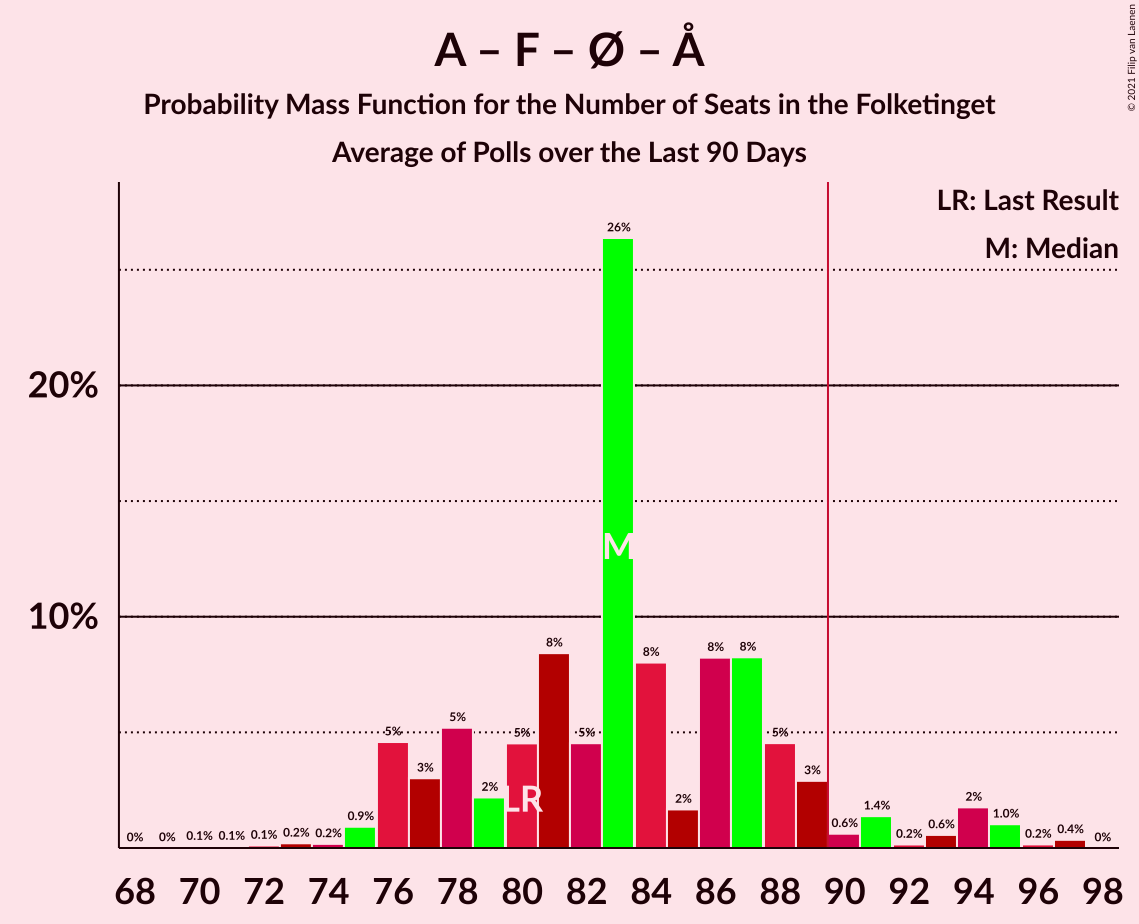 A – F – Ø – Å
Probability Mass Function for the Number of Seats in the Folketinget
Average of Polls over the Last 90 Days
© 2021 Filip van Laenen
LR: Last Result
M: Median
26%
20%
M
10%
8% 8% 8% 8%
5% 5% 5% 5% 5%
3% 2% LR 2% 3%
0% 0% 0.1% 0.1% 0.1% 0.2% 0.2% 0.9% 0.6% 1.4% 0.2% 0.6% 2% 1.0% 0.2% 0.4% 0%
68 70 72 74 76 78 80 82 84 86 88 90 92 94 96 98